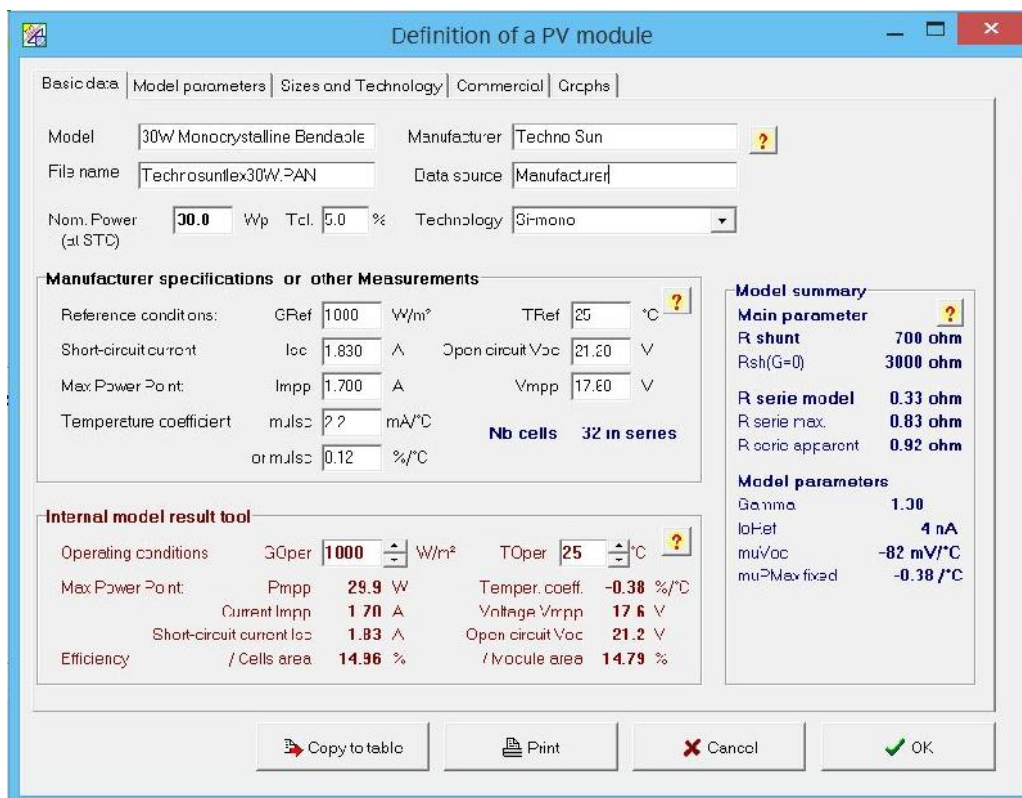 Definition of a PV module
Basic data Model parameters Sizes and Technology Commercial Graphs
Model 30W Monocrystalline Bendable Manufacturer Techno Sun ?
File name Technosunflex30W.PAN Data source Manufacturer
Nom. Power 30.0 Wp Tol. 5.0 % Technology Si-mono
(at STC)
Manufacturer specifications or other Measurements
Reference conditions: GRef 1000 W/m² TRef 25 °C ?
Short-circuit current Isc 1.830 A Open circuit Voc 21.20 V
Max Power Point: Impp 1.700 A Vmpp 17.60 V
Temperature coefficient muIsc 2.2 mA/°C
Nb cells 32 in series
or muIsc 0.12 %/°C
Model summary
Main parameter ?
R shunt 700 ohm
Rsh(G=0) 3000 ohm
R serie model 0.33 ohm
R serie max. 0.83 ohm
R serie apparent 0.92 ohm
Model parameters
Gamma 1.30
IoRef 4 nA
muVoc -82 mV/°C
muPMax fixed -0.38 /°C
Internal model result tool
Operating conditions GOper 1000 W/m² TOper 25 °C ?
Max Power Point: Pmpp 29.9 W Temper. coeff. -0.38 %/°C
Current Impp 1.70 A Voltage Vmpp 17.6 V
Short-circuit current Isc 1.83 A Open circuit Voc 21.2 V
Efficiency / Cells area 14.96 % / Module area 14.79 %
Copy to table Print Cancel OK